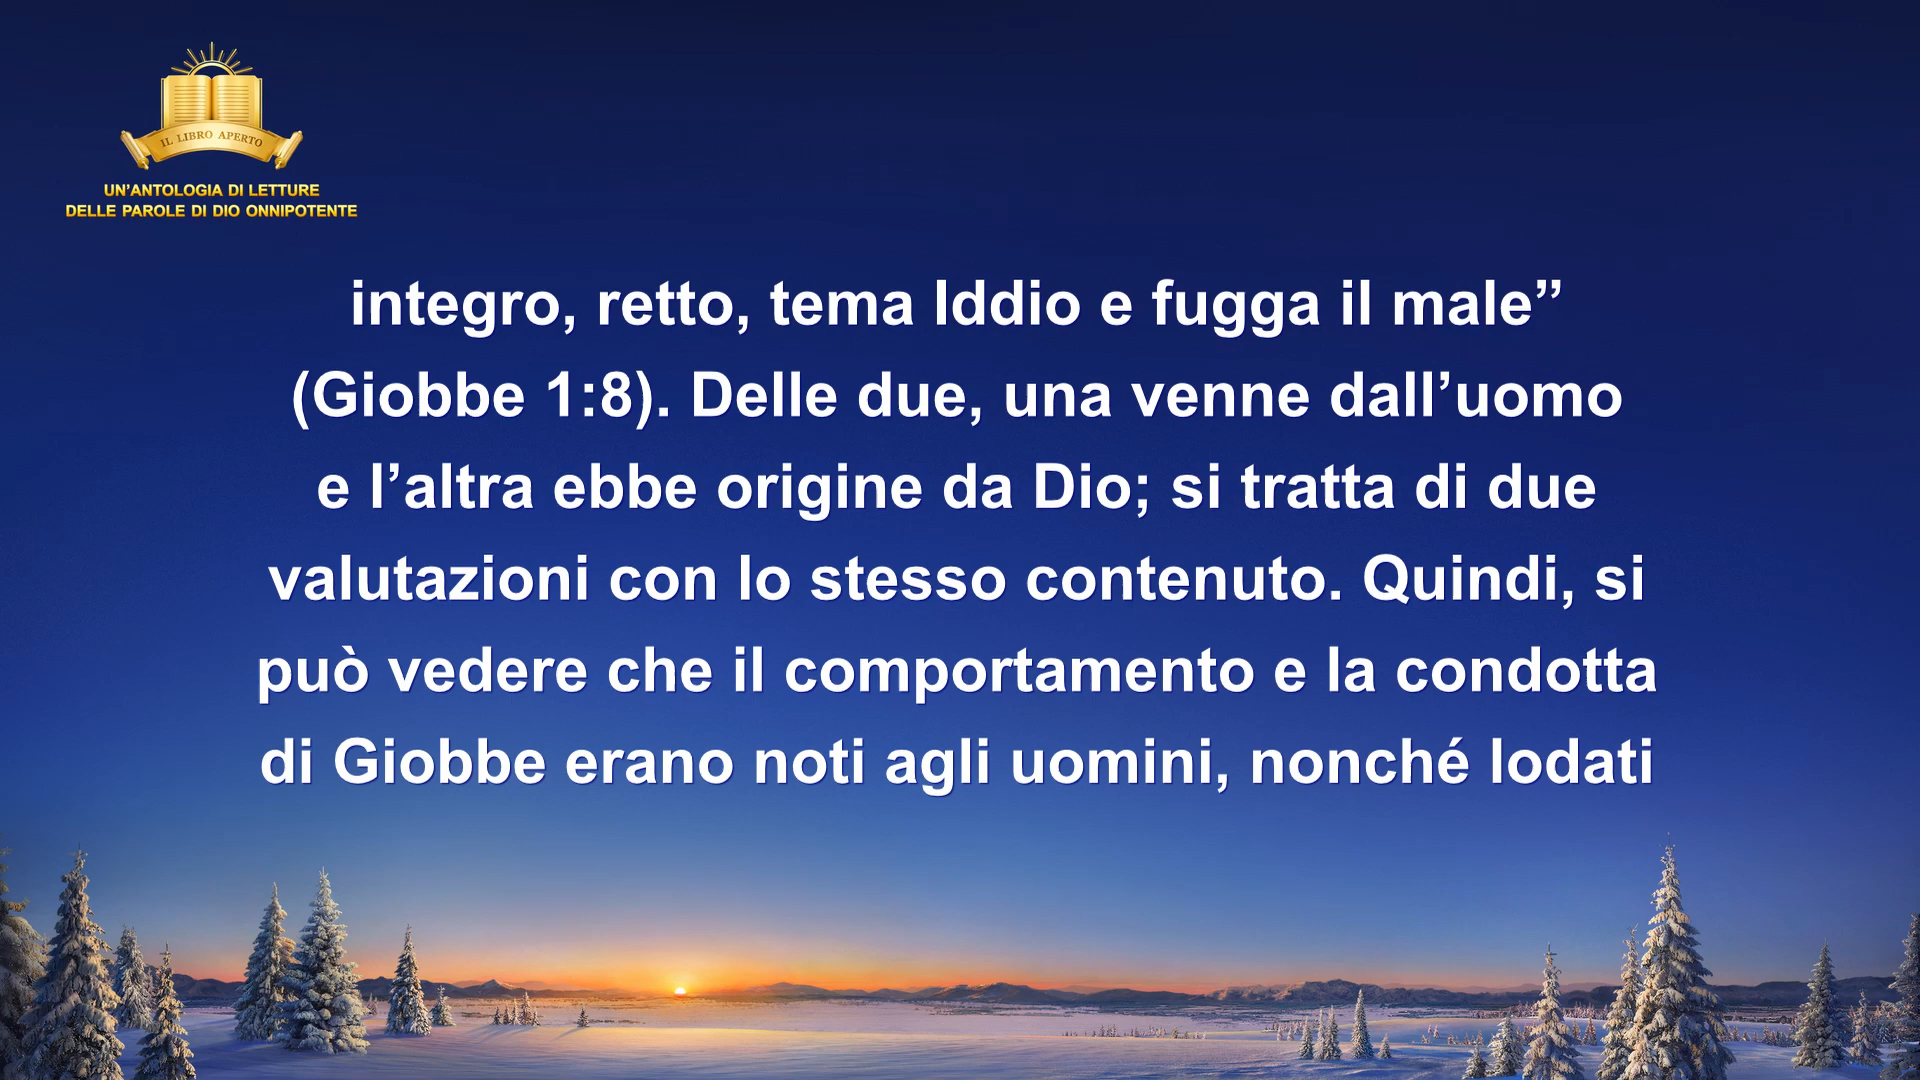 IL LIBRO APERTO
UN’ANTOLOGIA DI LETTURE
DELLE PAROLE DI DIO ONNIPOTENTE
integro, retto, tema Iddio e fugga il male”
(Giobbe 1:8). Delle due, una venne dall’uomo
e l’altra ebbe origine da Dio; si tratta di due
valutazioni con lo stesso contenuto. Quindi, si
può vedere che il comportamento e la condotta
di Giobbe erano noti agli uomini, nonché lodati